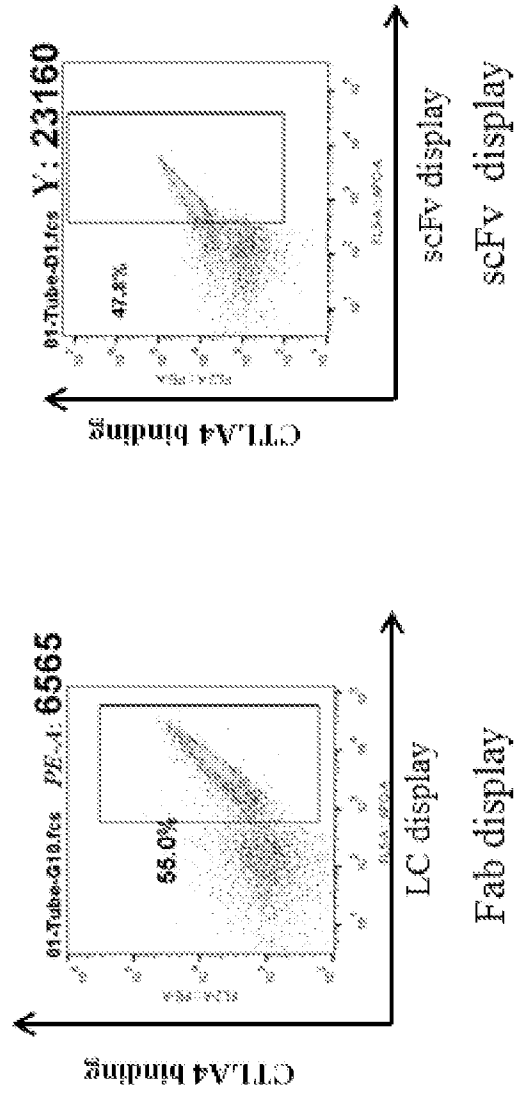 01-Tube-G10.fcs PE-A: 6565
55.0%
CTLA4 binding
LC display
Fab display
01-Tube-D1.fcs Y: 23160
47.8%
CTLA4 binding
scFv display
scFv display